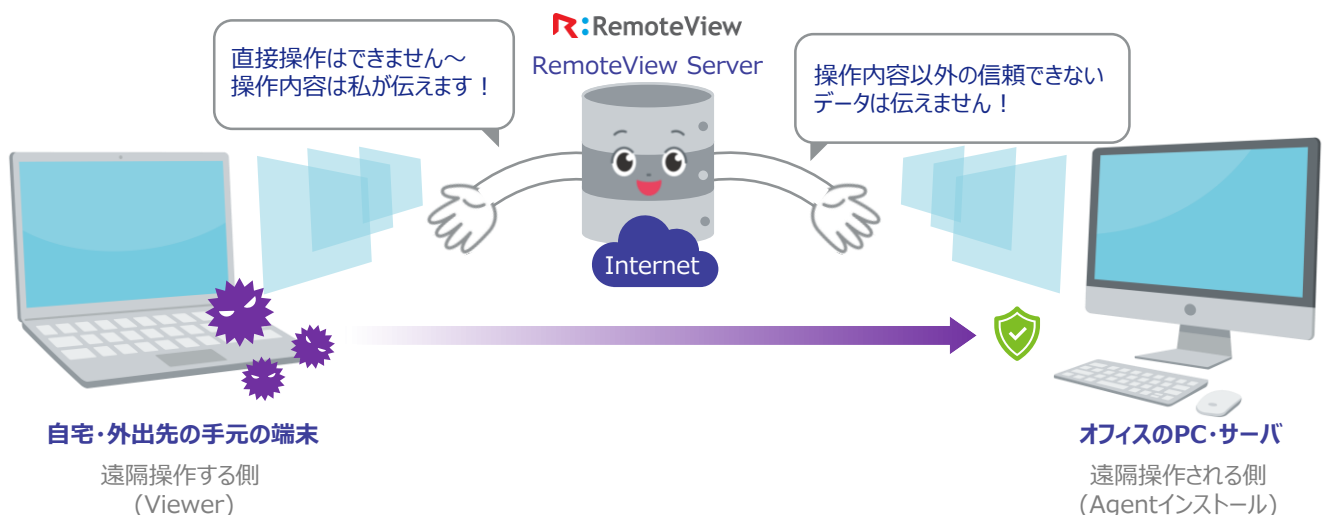 R:RemoteView
RemoteView Server
直接操作はできません～
操作内容は私が伝えます！
操作内容以外の信頼できない
データは伝えません！
Internet
自宅・外出先の手元の端末
遠隔操作する側
(Viewer)
オフィスのPC・サーバ
遠隔操作される側
(Agentインストール)